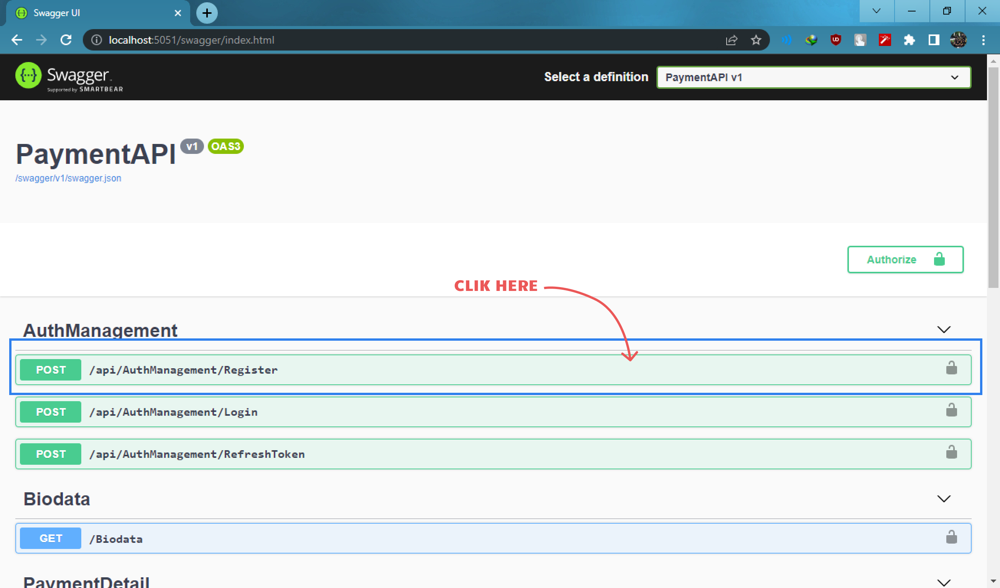 Swagger UI
localhost:5051/swagger/index.html
Swagger
Supported by SMARTBEAR
Select a definition
PaymentAPI v1
PaymentAPI v1 OAS3
/swagger/v1/swagger.json
Authorize
CLIK HERE
AuthManagement
POST /api/AuthManagement/Register
POST /api/AuthManagement/Login
POST /api/AuthManagement/RefreshToken
Biodata
GET /Biodata
PaymentDetail